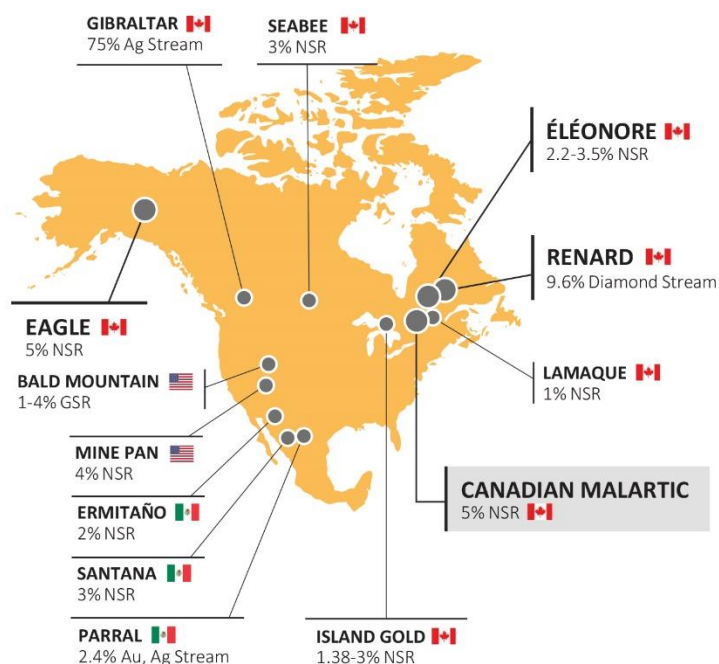 GIBRALTAR
75% Ag Stream
SEABEE
3% NSR
ÉLÉONORE
2.2-3.5% NSR
RENARD
9.6% Diamond Stream
EAGLE
5% NSR
LAMAQUE
1% NSR
BALD MOUNTAIN
1-4% GSR
MINE PAN
4% NSR
CANADIAN MALARTIC
5% NSR
ERMITAÑO
2% NSR
SANTANA
3% NSR
PARRAL
2.4% Au, Ag Stream
ISLAND GOLD
1.38-3% NSR